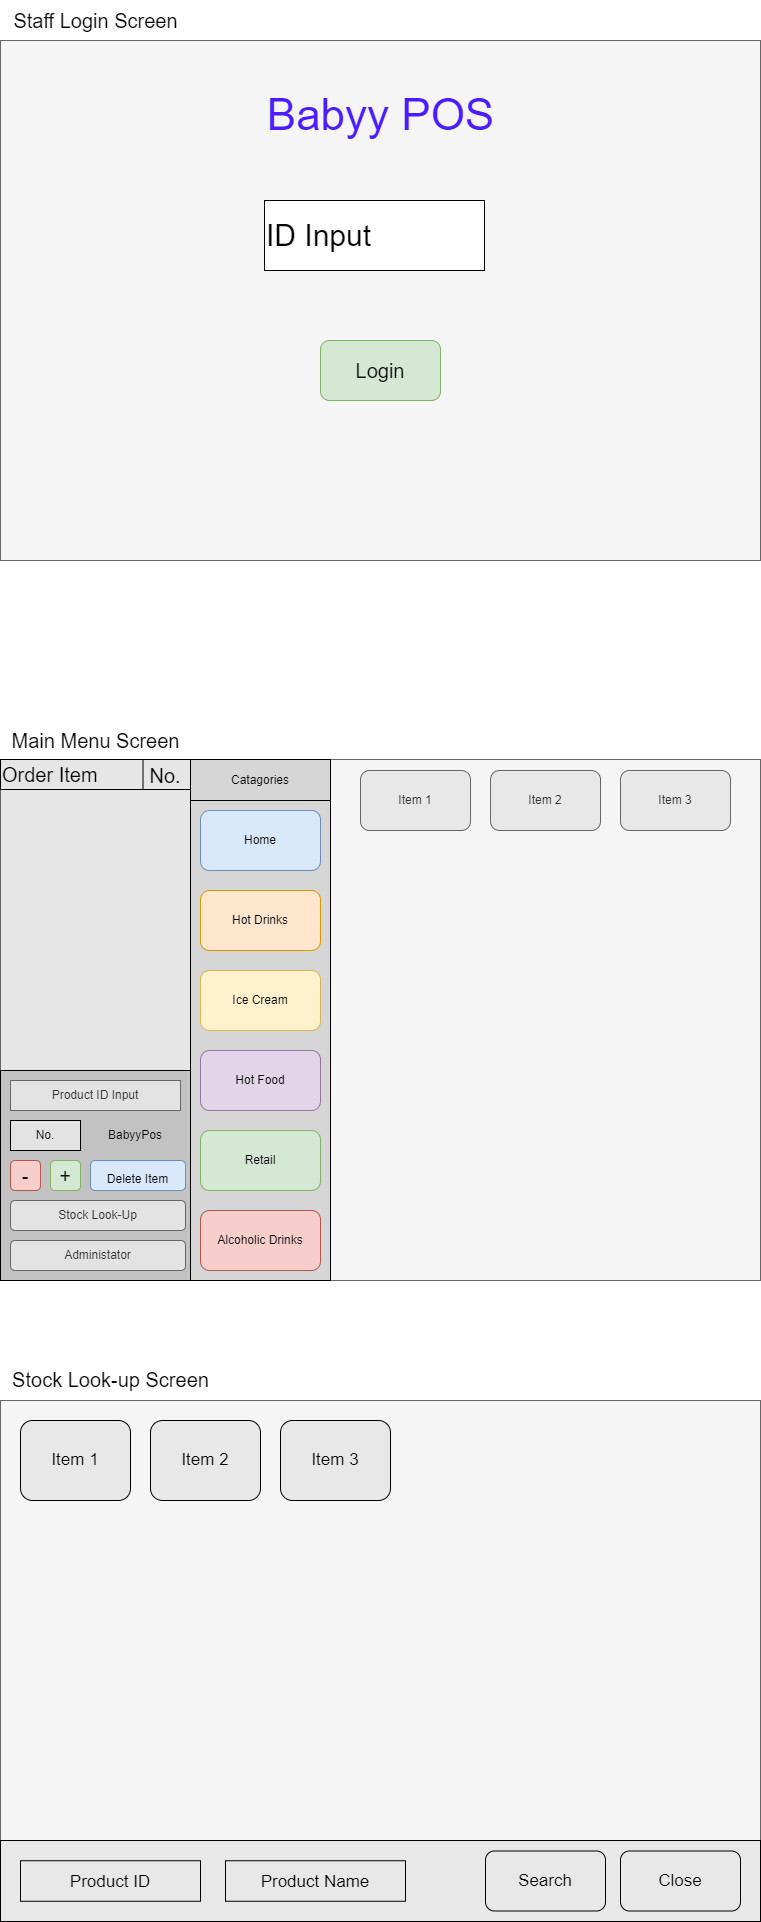 Staff Login Screen
Babyy POS
ID Input
Login
Main Menu Screen
Order Item
No.
Catagories
Item 1
Item 2
Item 3
Home
Hot Drinks
Ice Cream
Hot Food
Retail
Alcoholic Drinks
Product ID Input
No.
BabyyPos
-
+
Delete Item
Stock Look-Up
Administator
Stock Look-up Screen
Item 1
Item 2
Item 3
Product ID
Product Name
Search
Close